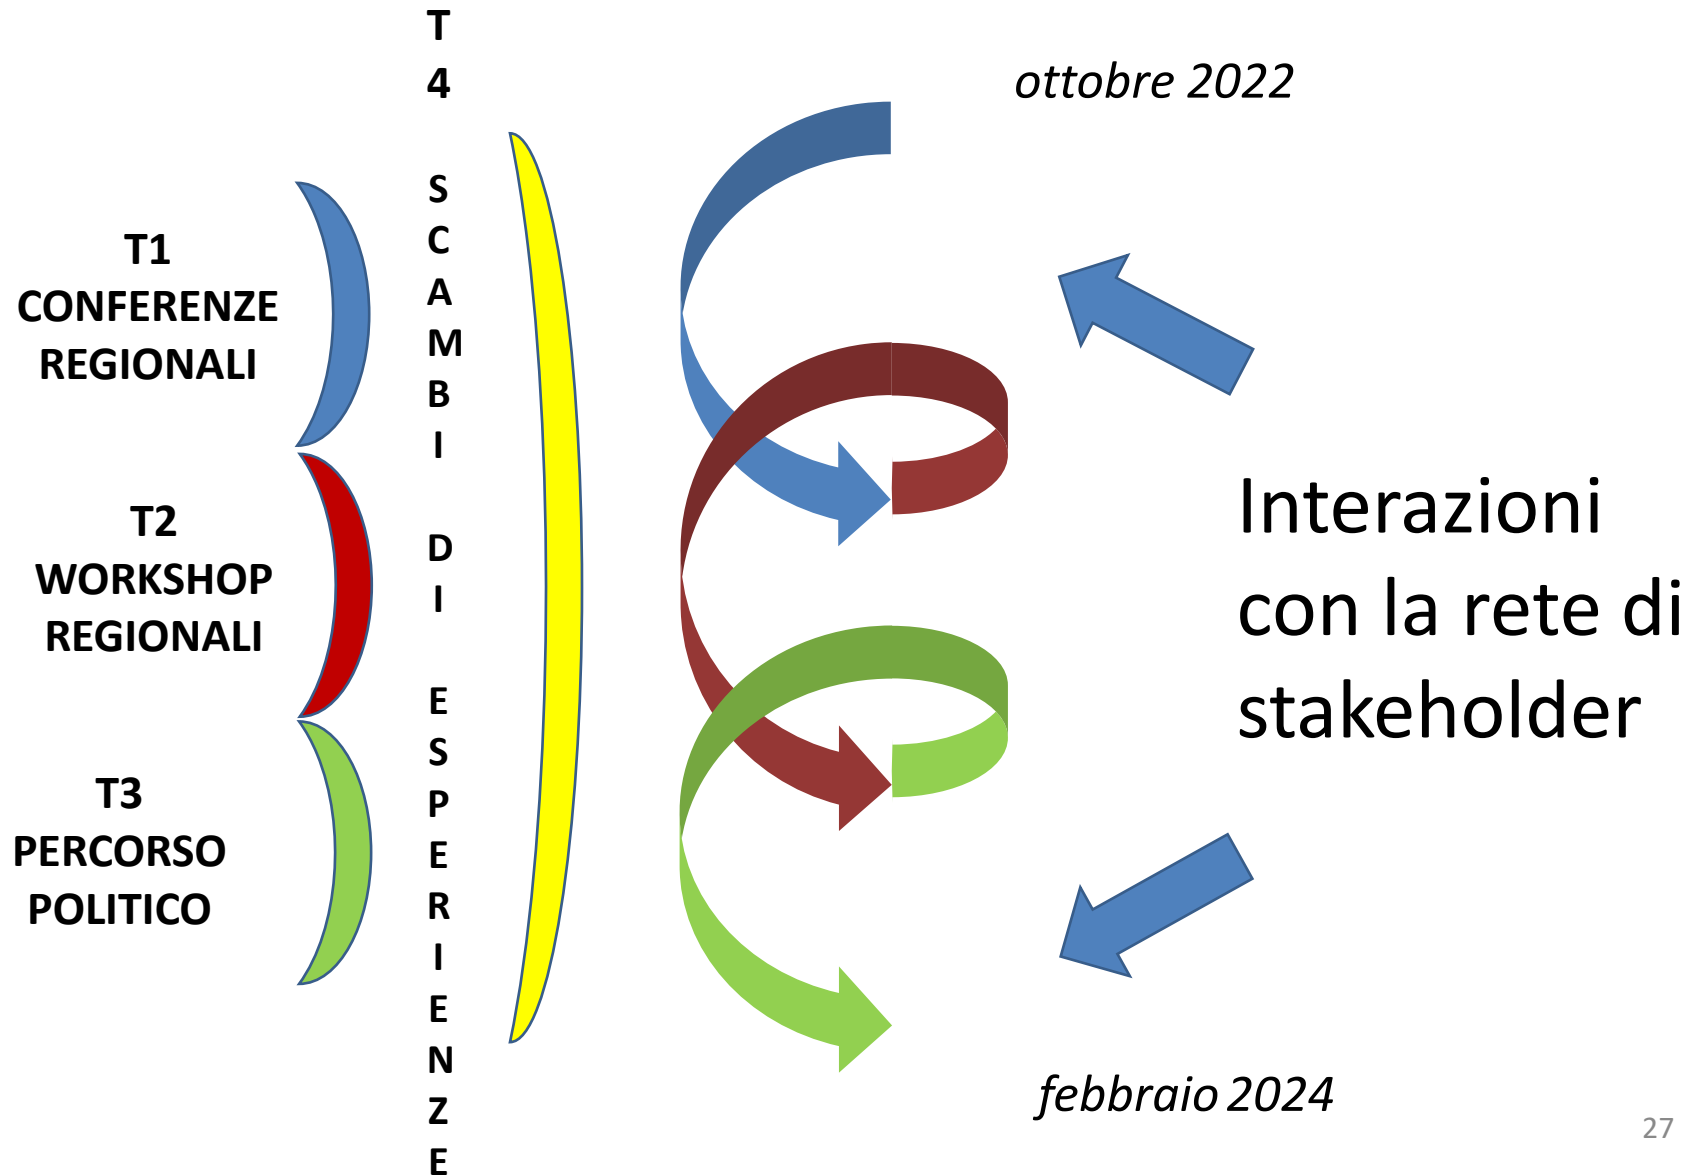 T1
CONFERENZE
REGIONALI
T2
WORKSHOP
REGIONALI
T3
PERCORSO
POLITICO
T
4
S
C
A
M
B
I
D
I
E
S
P
E
R
I
E
N
Z
E
ottobre 2022
Interazioni
con la rete di
stakeholder
febbraio 2024
27